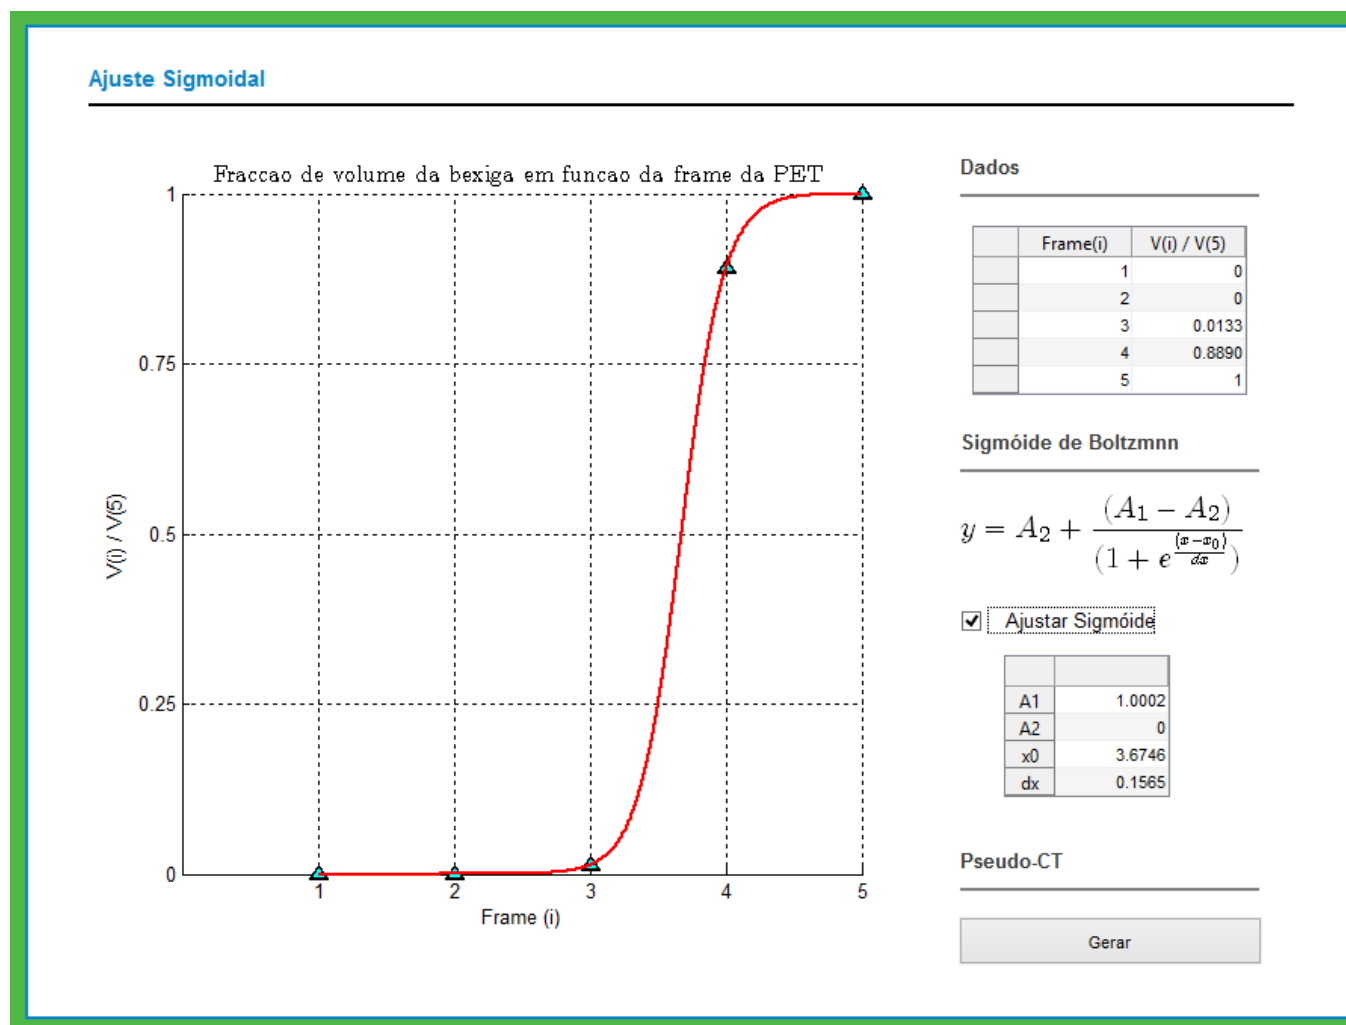 Ajuste Sigmoidal
Fraccao de volume da bexiga em funcao da frame da PET
1
0.75
0.5
0.25
0
V(i) / V(5)
1 2 3 4 5
Frame (i)
Dados
Frame(i) V(i) / V(5)
1 0
2 0
3 0.0133
4 0.8890
5 1
Sigmóide de Boltzmnn
y = A₂ + (A₁ − A₂) / (1 + e^((x−x₀)/dx))
Ajustar Sigmóide
A1 1.0002
A2 0
x0 3.6746
dx 0.1565
Pseudo-CT
Gerar